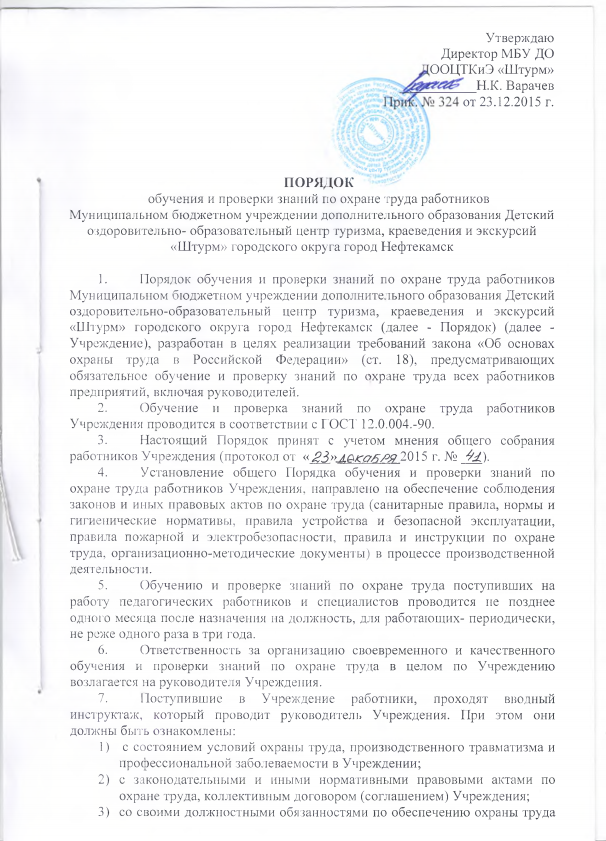 Утверждаю
Директор МБУ ДО
ДООЦТКиЭ «Штурм»
Н.К. Варачев
Прик. № 324 от 23.12.2015 г.
ПОРЯДОК
обучения и проверки знаний по охране труда работников
Муниципальном бюджетном учреждении дополнительного образования Детский
оздоровительно- образовательный центр туризма, краеведения и экскурсий
«Штурм» городского округа город Нефтекамск
1. Порядок обучения и проверки знаний по охране труда работников
Муниципальном бюджетном учреждении дополнительного образования Детский
оздоровительно-образовательный центр туризма, краеведения и экскурсий
«Штурм» городского округа город Нефтекамск (далее - Порядок) (далее -
Учреждение), разработан в целях реализации требований закона «Об основах
охраны труда в Российской Федерации» (ст. 18), предусматривающих
обязательное обучение и проверку знаний по охране труда всех работников
предприятий, включая руководителей.
2. Обучение и проверка знаний по охране труда работников
Учреждения проводится в соответствии с ГОСТ 12.0.004.-90.
3. Настоящий Порядок принят с учетом мнения общего собрания
работников Учреждения (протокол от «23» декабря 2015 г. № 41).
4. Установление общего Порядка обучения и проверки знаний по
охране труда работников Учреждения, направлено на обеспечение соблюдения
законов и иных правовых актов по охране труда (санитарные правила, нормы и
гигиенические нормативы, правила устройства и безопасной эксплуатации,
правила пожарной и электробезопасности, правила и инструкции по охране
труда, организационно-методические документы) в процессе производственной
деятельности.
5. Обучению и проверке знаний по охране труда поступивших на
работу педагогических работников и специалистов проводится не позднее
одного месяца после назначения на должность, для работающих- периодически,
не реже одного раза в три года.
6. Ответственность за организацию своевременного и качественного
обучения и проверки знаний по охране труда в целом по Учреждению
возлагается на руководителя Учреждения.
7. Поступившие в Учреждение работники, проходят вводный
инструктаж, который проводит руководитель Учреждения. При этом они
должны быть ознакомлены:
1) с состоянием условий охраны труда, производственного травматизма и
профессиональной заболеваемости в Учреждении;
2) с законодательными и иными нормативными правовыми актами по
охране труда, коллективным договором (соглашением) Учреждения;
3) со своими должностными обязанностями по обеспечению охраны труда